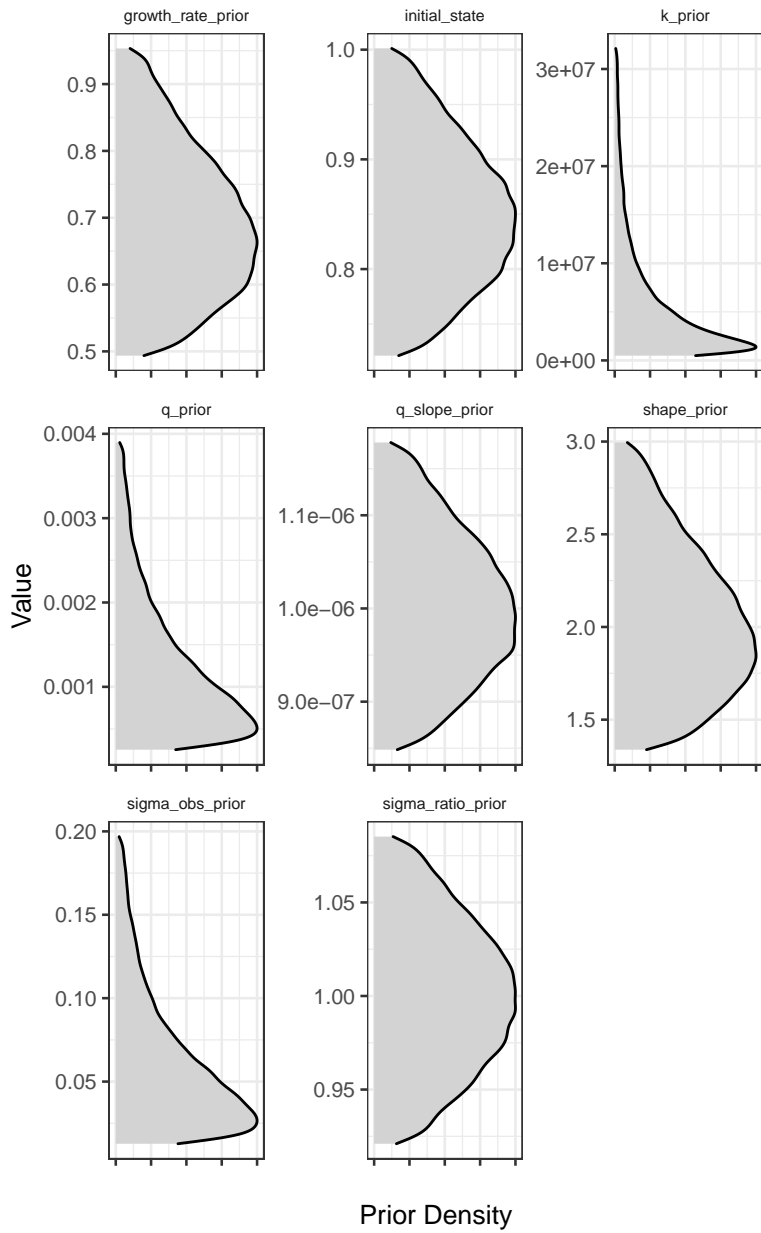 growth_rate_prior
0.9
0.8
0.7
0.6
0.5
initial_state
1.0
0.9
0.8
k_prior
3e+07
2e+07
1e+07
0e+00
q_prior
0.004
0.003
0.002
0.001
q_slope_prior
1.1e−06
1.0e−06
9.0e−07
shape_prior
3.0
2.5
2.0
1.5
sigma_obs_prior
0.20
0.15
0.10
0.05
sigma_ratio_prior
1.05
1.00
0.95
Value
Prior Density